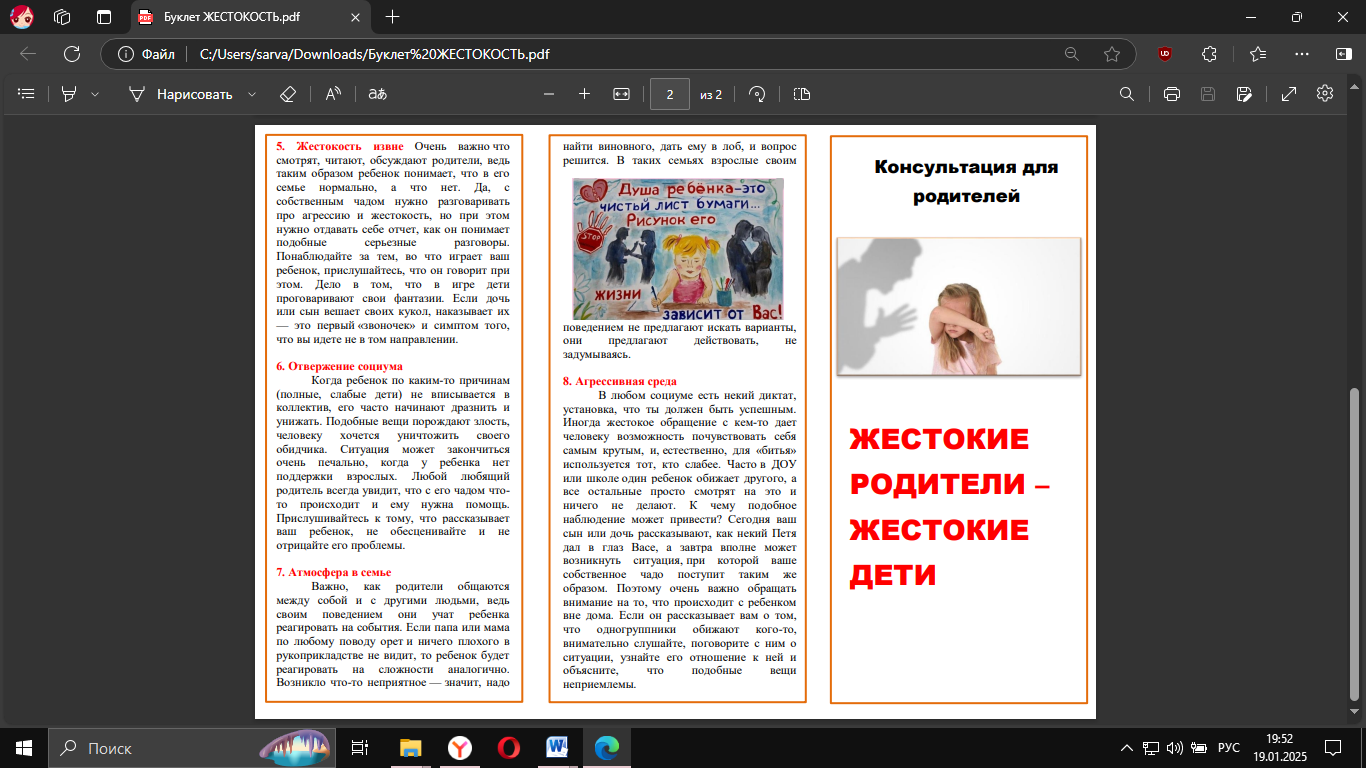 Буклет ЖЕСТОКОСТЬ.pdf
Файл
C:/Users/sarva/Downloads/Буклет%20ЖЕСТОКОСТЬ.pdf
Нарисовать
2
из 2
5. Жестокость извне Очень важно что
смотрят, читают, обсуждают родители, ведь
таким образом ребенок понимает, что в его
семье нормально, а что нет. Да, с
собственным чадом нужно разговаривать
про агрессию и жестокость, но при этом
нужно отдавать себе отчет, как он понимает
подобные серьезные разговоры.
Понаблюдайте за тем, во что играет ваш
ребенок, прислушайтесь, что он говорит при
этом. Дело в том, что в игре дети
проговаривают свои фантазии. Если дочь
или сын вешает своих кукол, наказывает их
— это первый «звоночек» и симптом того,
что вы идете не в том направлении.
6. Отвержение социума
Когда ребенок по каким-то причинам
(полные, слабые дети) не вписывается в
коллектив, его часто начинают дразнить и
унижать. Подобные вещи порождают злость,
человеку хочется уничтожить своего
обидчика. Ситуация может закончиться
очень печально, когда у ребенка нет
поддержки взрослых. Любой любящий
родитель всегда увидит, что с его чадом что-
то происходит и ему нужна помощь.
Прислушивайтесь к тому, что рассказывает
ваш ребенок, не обесценивайте и не
отрицайте его проблемы.
7. Атмосфера в семье
Важно, как родители общаются
между собой и с другими людьми, ведь
своим поведением они учат ребенка
реагировать на события. Если папа или мама
по любому поводу орет и ничего плохого в
рукоприкладстве не видит, то ребенок будет
реагировать на сложности аналогично.
Возникло что-то неприятное — значит, надо
найти виновного, дать ему в лоб, и вопрос
решится. В таких семьях взрослые своим
Душа ребёнка-это
чистый лист бумаги...
Рисунок его
STOP
жизни
зависит от Вас!
поведением не предлагают искать варианты,
они предлагают действовать, не
задумываясь.
8. Агрессивная среда
В любом социуме есть некий диктат,
установка, что ты должен быть успешным.
Иногда жестокое обращение с кем-то дает
человеку возможность почувствовать себя
самым крутым, и, естественно, для «битья»
используется тот, кто слабее. Часто в ДОУ
или школе один ребенок обижает другого, а
все остальные просто смотрят на это и
ничего не делают. К чему подобное
наблюдение может привести? Сегодня ваш
сын или дочь рассказывают, как некий Петя
дал в глаз Васе, а завтра вполне может
возникнуть ситуация, при которой ваше
собственное чадо поступит таким же
образом. Поэтому очень важно обращать
внимание на то, что происходит с ребенком
вне дома. Если он рассказывает вам о том,
что одногруппники обижают кого-то,
внимательно слушайте, поговорите с ним о
ситуации, узнайте его отношение к ней и
объясните, что подобные вещи
неприемлемы.
Консультация для
родителей
ЖЕСТОКИЕ
РОДИТЕЛИ –
ЖЕСТОКИЕ
ДЕТИ
Поиск
РУС
19:52
19.01.2025